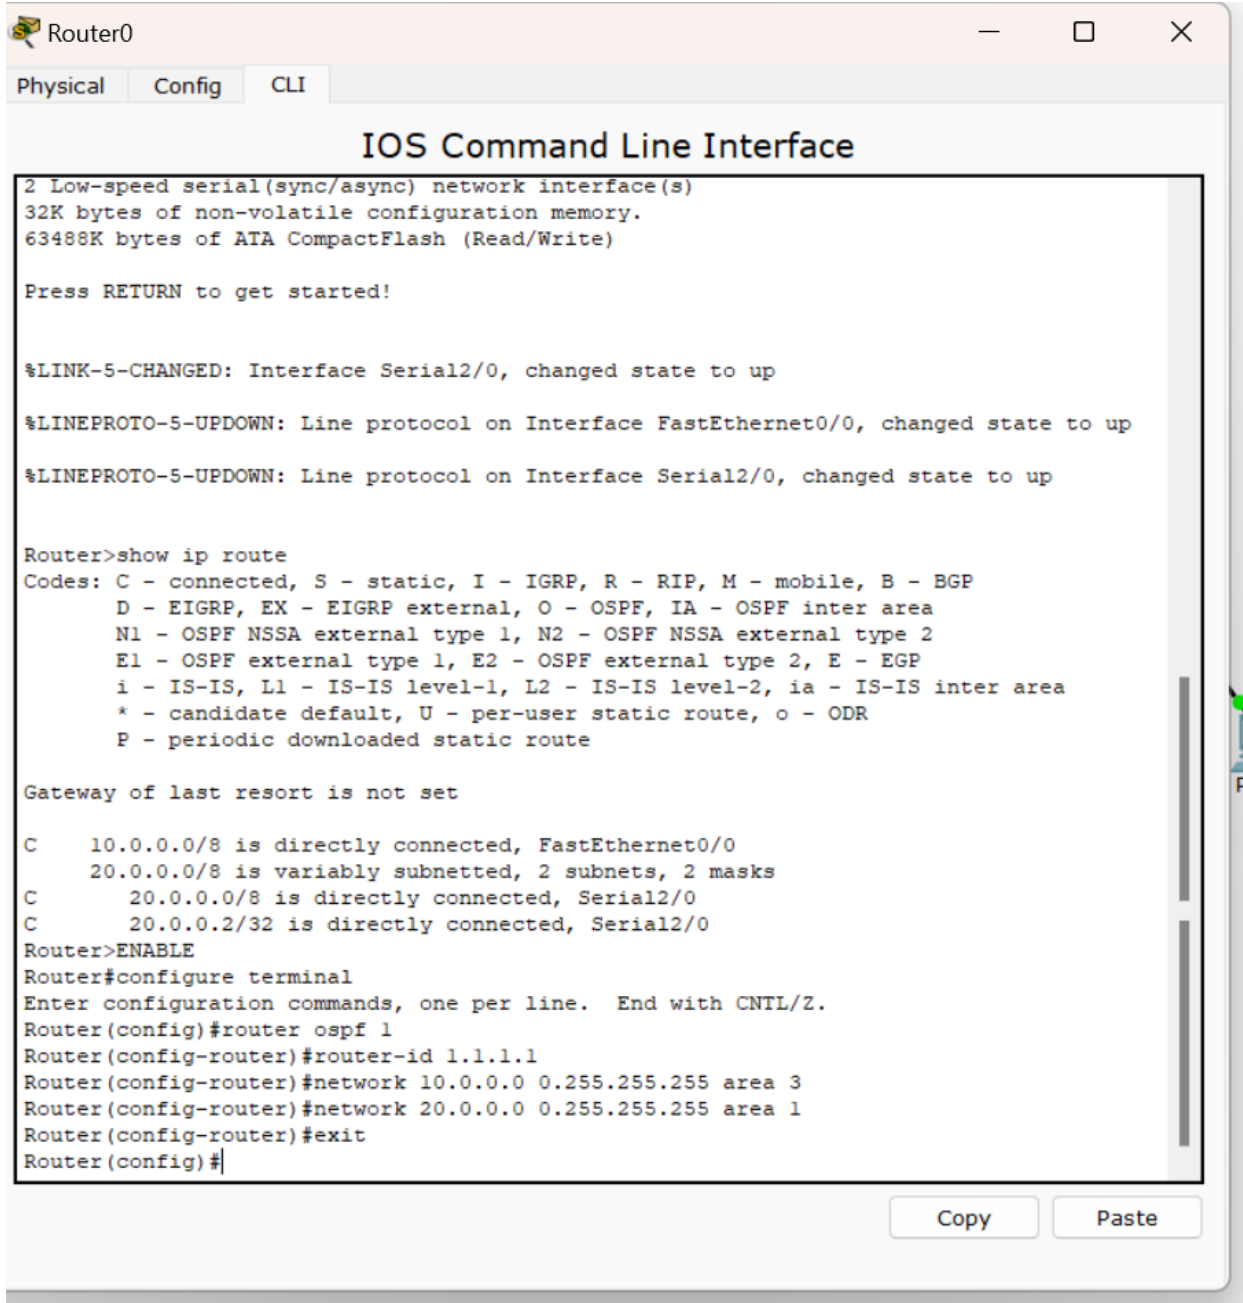 Router0
Physical Config CLI
IOS Command Line Interface
2 Low-speed serial(sync/async) network interface(s)
32K bytes of non-volatile configuration memory.
63488K bytes of ATA CompactFlash (Read/Write)
Press RETURN to get started!
%LINK-5-CHANGED: Interface Serial2/0, changed state to up
%LINEPROTO-5-UPDOWN: Line protocol on Interface FastEthernet0/0, changed state to up
%LINEPROTO-5-UPDOWN: Line protocol on Interface Serial2/0, changed state to up
Router>show ip route
Codes: C - connected, S - static, I - IGRP, R - RIP, M - mobile, B - BGP
D - EIGRP, EX - EIGRP external, O - OSPF, IA - OSPF inter area
N1 - OSPF NSSA external type 1, N2 - OSPF NSSA external type 2
E1 - OSPF external type 1, E2 - OSPF external type 2, E - EGP
i - IS-IS, L1 - IS-IS level-1, L2 - IS-IS level-2, ia - IS-IS inter area
* - candidate default, U - per-user static route, o - ODR
P - periodic downloaded static route
Gateway of last resort is not set
C 10.0.0.0/8 is directly connected, FastEthernet0/0
20.0.0.0/8 is variably subnetted, 2 subnets, 2 masks
C 20.0.0.0/8 is directly connected, Serial2/0
C 20.0.0.2/32 is directly connected, Serial2/0
Router>ENABLE
Router#configure terminal
Enter configuration commands, one per line. End with CNTL/Z.
Router(config)#router ospf 1
Router(config-router)#router-id 1.1.1.1
Router(config-router)#network 10.0.0.0 0.255.255.255 area 3
Router(config-router)#network 20.0.0.0 0.255.255.255 area 1
Router(config-router)#exit
Router(config)#
Copy Paste